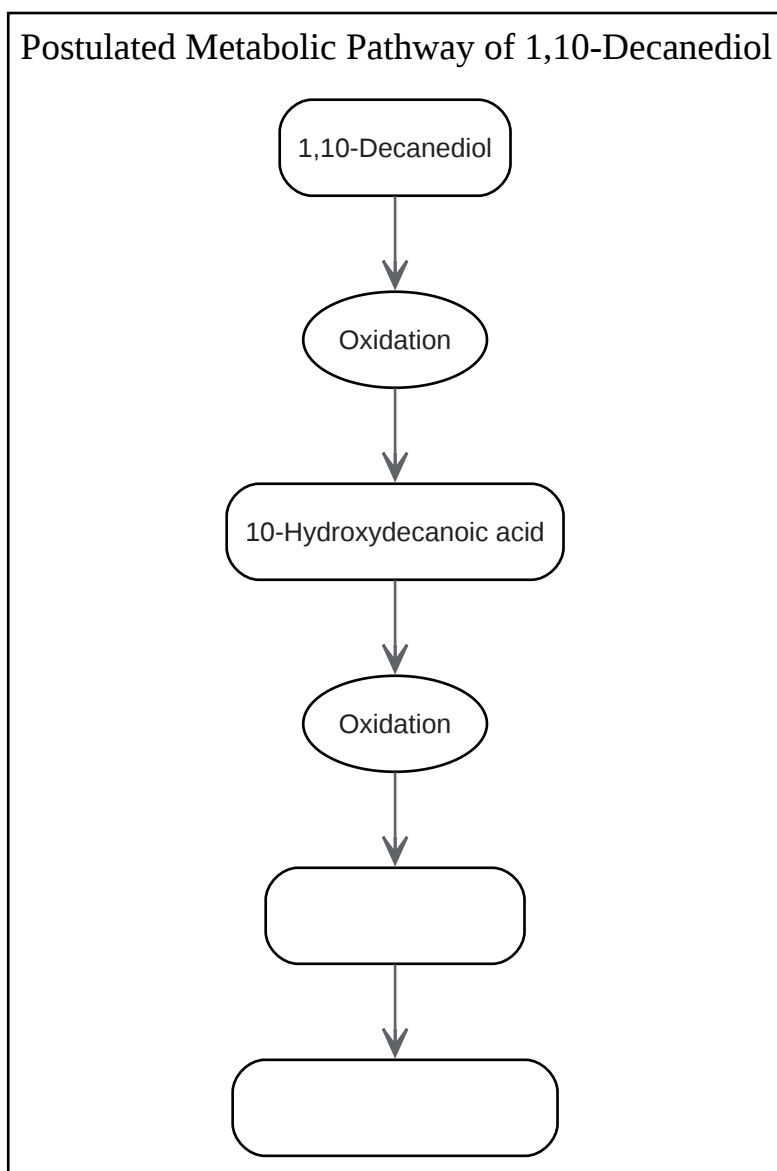 Postulated Metabolic Pathway of 1,10-Decanediol
1,10-Decanediol
Oxidation
10-Hydroxydecanoic acid
Oxidation